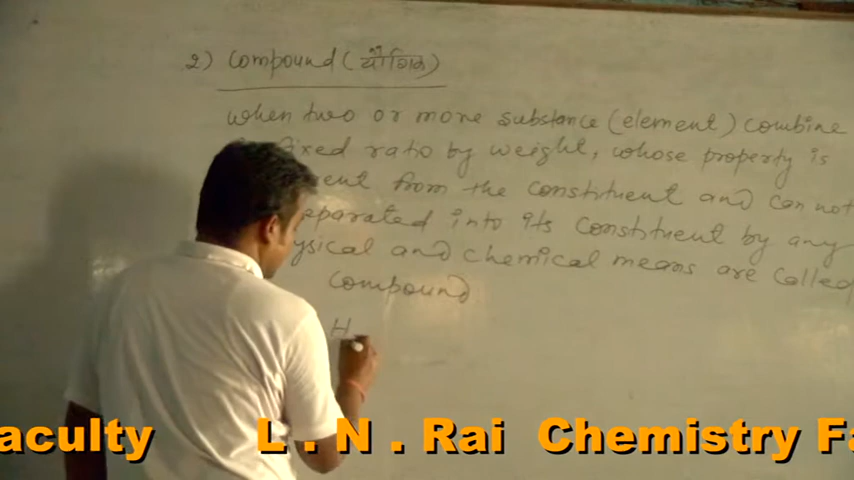 2) Compound (यौगिक)
when two or more substance (element) combine
fixed ratio by weight, whose property is
ent from the constituent and can not
separated into its constituent by any
ysical and chemical means are called
compound
H
aculty L . N . Rai Chemistry Fa